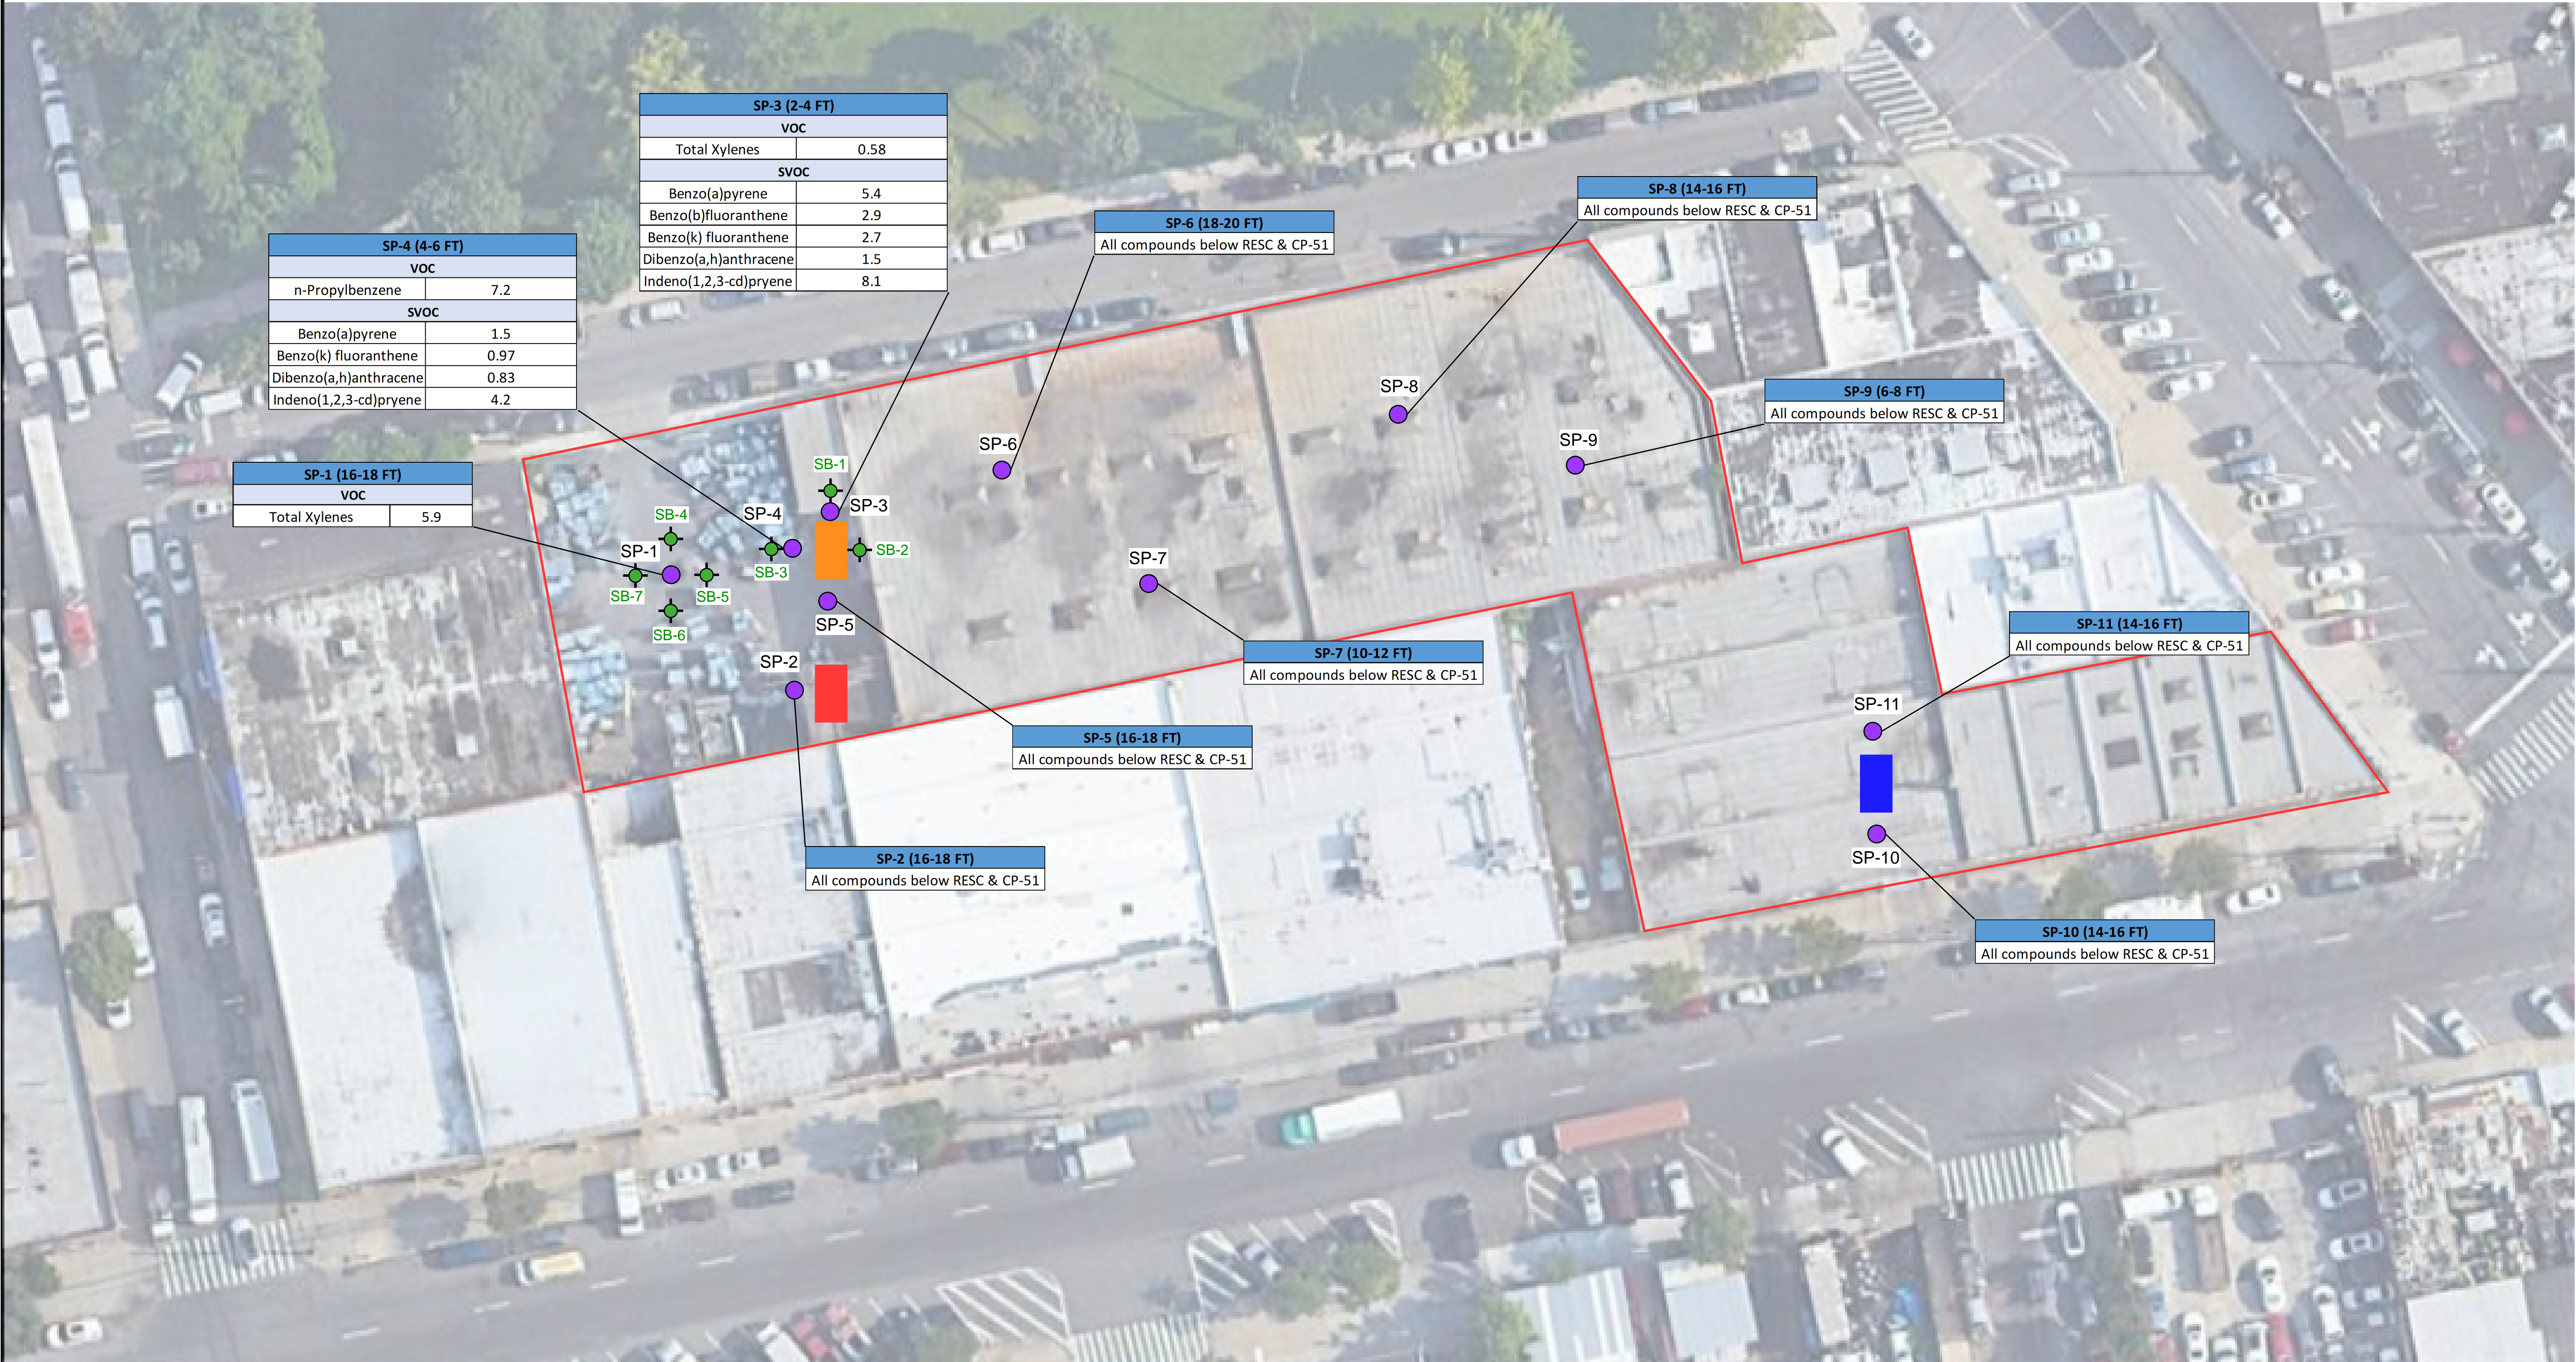 SP-3 (2-4 FT)
VOC
Total Xylenes 0.58
SVOC
Benzo(a)pyrene 5.4
Benzo(b)fluoranthene 2.9
Benzo(k) fluoranthene 2.7
Dibenzo(a,h)anthracene 1.5
Indeno(1,2,3-cd)pryene 8.1
SP-8 (14-16 FT)
All compounds below RESC & CP-51
SP-6 (18-20 FT)
All compounds below RESC & CP-51
SP-4 (4-6 FT)
VOC
n-Propylbenzene 7.2
SVOC
Benzo(a)pyrene 1.5
Benzo(k) fluoranthene 0.97
Dibenzo(a,h)anthracene 0.83
Indeno(1,2,3-cd)pryene 4.2
SP-9 (6-8 FT)
All compounds below RESC & CP-51
SP-1 (16-18 FT)
VOC
Total Xylenes 5.9
SP-8
SP-9
SP-6
SB-1
SP-3
SP-4
SB-4
SP-1
SB-2
SB-3
SB-7
SB-5
SB-6
SP-7
SP-5
SP-2
SP-11 (14-16 FT)
All compounds below RESC & CP-51
SP-7 (10-12 FT)
All compounds below RESC & CP-51
SP-11
SP-5 (16-18 FT)
All compounds below RESC & CP-51
SP-10
SP-2 (16-18 FT)
All compounds below RESC & CP-51
SP-10 (14-16 FT)
All compounds below RESC & CP-51